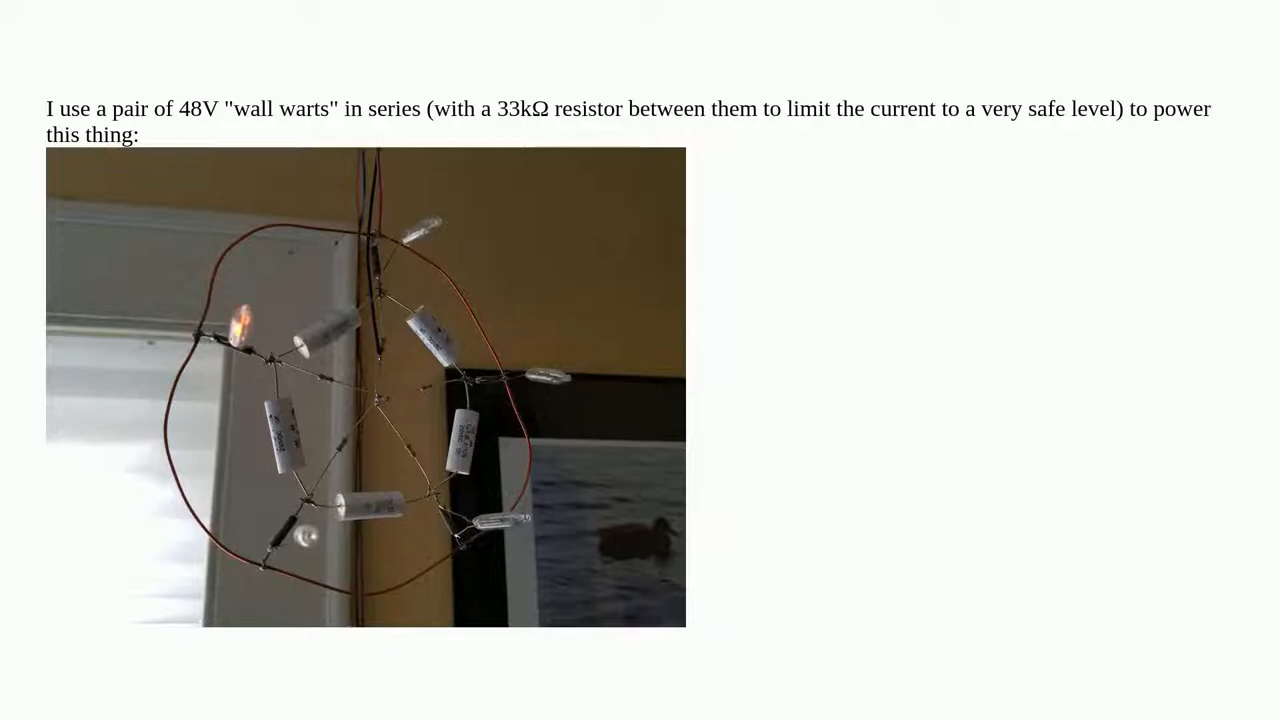 I use a pair of 48V "wall warts" in series (with a 33kΩ resistor between them to limit the current to a very safe level) to power
this thing: